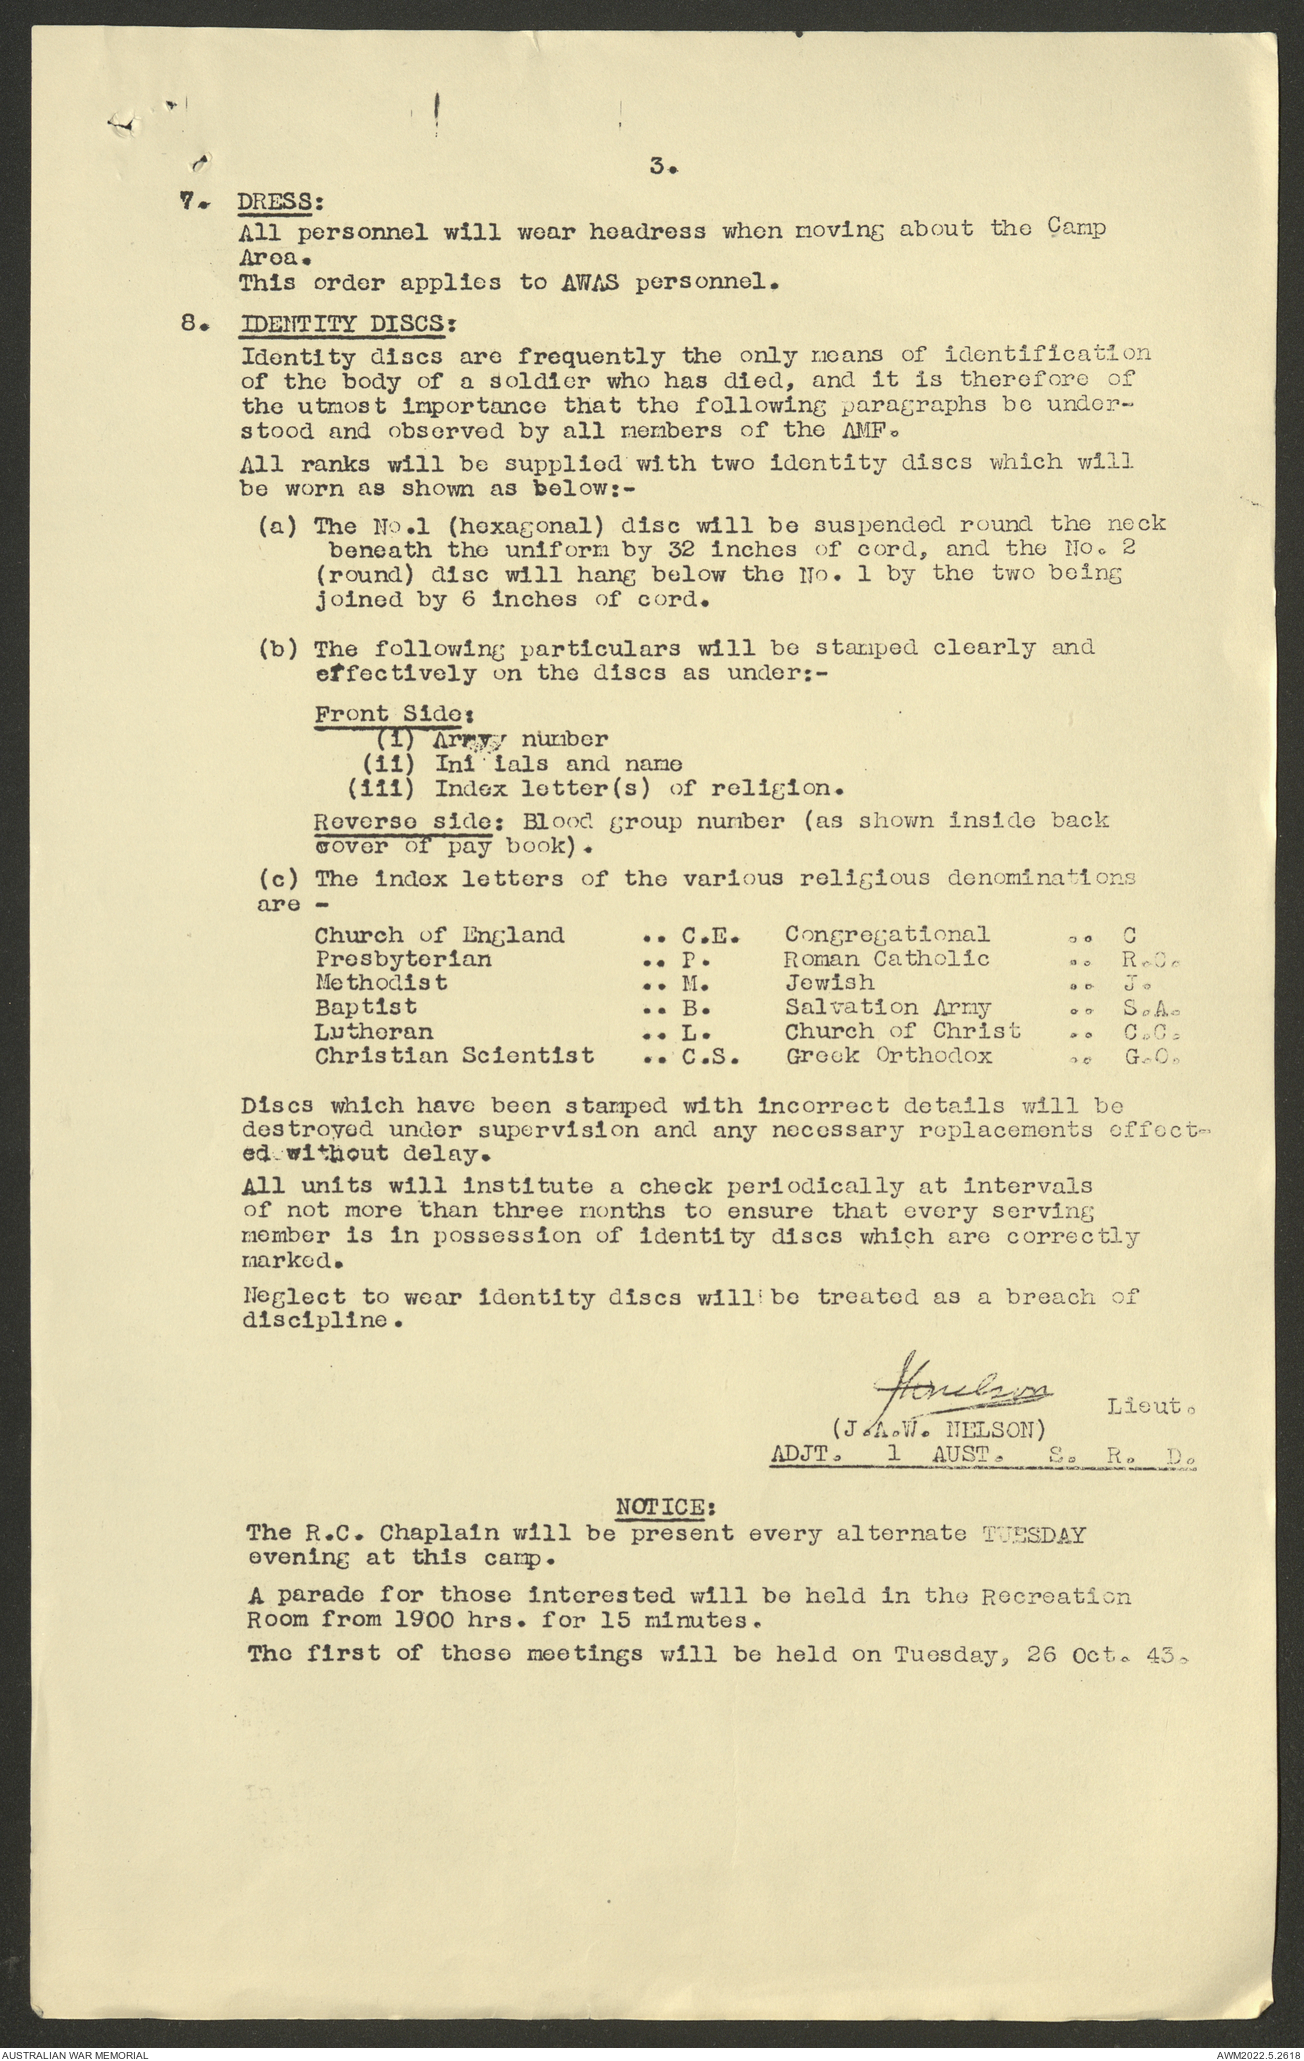 3.
7. DRESS:
All personnel will wear headress when moving about the Camp
Area.
This order applies to AWAS personnel.
8. IDENTITY DISCS:
Identity discs are frequently the only means of identification
of the body of a soldier who has died, and it is therefore of
the utmost importance that the following paragraphs be under-
stood and observed by all members of the AMF.
All ranks will be supplied with two identity discs which will
be worn as shown as below:-
(a) The No.1 (hexagonal) disc will be suspended round the neck
beneath the uniform by 32 inches of cord, and the No. 2
(round) disc will hang below the No. 1 by the two being
joined by 6 inches of cord.
(b) The following particulars will be stamped clearly and
effectively on the discs as under:-
Front Side:
(i) Army number
(ii) Initials and name
(iii) Index letter(s) of religion.
Reverse side: Blood group number (as shown inside back
cover of pay book).
(c) The index letters of the various religious denominations
are -
Church of England .. C.E. Congregational .. C
Presbyterian .. P. Roman Catholic .. R.C.
Methodist .. M. Jewish .. J.
Baptist .. B. Salvation Army .. S.A.
Lutheran .. L. Church of Christ .. C.C.
Christian Scientist .. C.S. Greek Orthodox .. G.O.
Discs which have been stamped with incorrect details will be
destroyed under supervision and any necessary replacements effect-
ed without delay.
All units will institute a check periodically at intervals
of not more than three months to ensure that every serving
member is in possession of identity discs which are correctly
marked.
Neglect to wear identity discs will be treated as a breach of
discipline.
Lieut.
(J.A.W. NELSON)
ADJT. 1 AUST. S. R. D.
NOTICE:
The R.C. Chaplain will be present every alternate TUESDAY
evening at this camp.
A parade for those interested will be held in the Recreation
Room from 1900 hrs. for 15 minutes.
The first of these meetings will be held on Tuesday, 26 Oct. 43.
AUSTRALIAN WAR MEMORIAL
AWM2022.5.2618